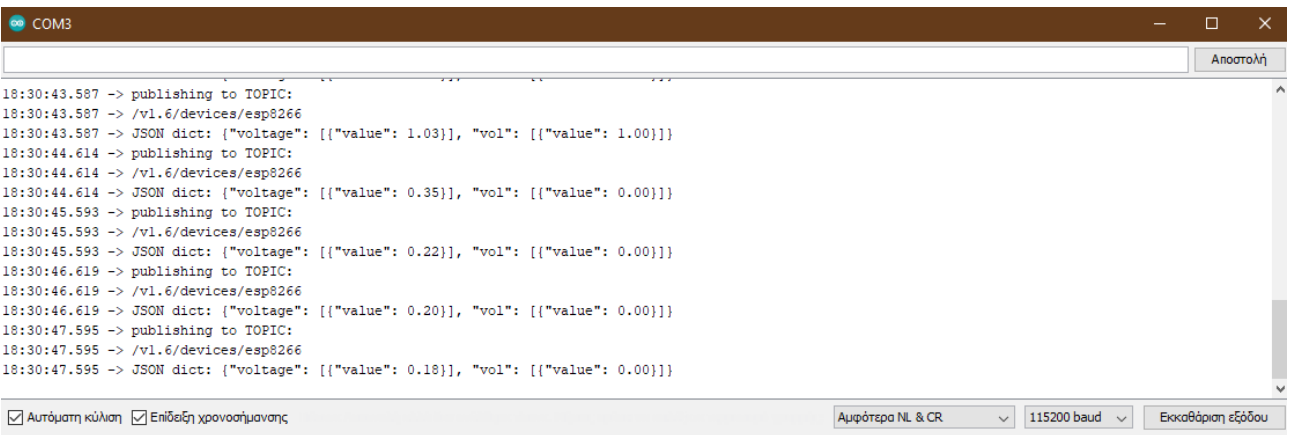 COM3
Αποστολή
18:30:43.587 -> publishing to TOPIC:
18:30:43.587 -> /v1.6/devices/esp8266
18:30:43.587 -> JSON dict: {"voltage": [{"value": 1.03}], "vol": [{"value": 1.00}]}
18:30:44.614 -> publishing to TOPIC:
18:30:44.614 -> /v1.6/devices/esp8266
18:30:44.614 -> JSON dict: {"voltage": [{"value": 0.35}], "vol": [{"value": 0.00}]}
18:30:45.593 -> publishing to TOPIC:
18:30:45.593 -> /v1.6/devices/esp8266
18:30:45.593 -> JSON dict: {"voltage": [{"value": 0.22}], "vol": [{"value": 0.00}]}
18:30:46.619 -> publishing to TOPIC:
18:30:46.619 -> /v1.6/devices/esp8266
18:30:46.619 -> JSON dict: {"voltage": [{"value": 0.20}], "vol": [{"value": 0.00}]}
18:30:47.595 -> publishing to TOPIC:
18:30:47.595 -> /v1.6/devices/esp8266
18:30:47.595 -> JSON dict: {"voltage": [{"value": 0.18}], "vol": [{"value": 0.00}]}
Αυτόματη κύλιση Επίδειξη χρονοσήμανσης Αμφότερα NL & CR 115200 baud Εκκαθάριση εξόδου